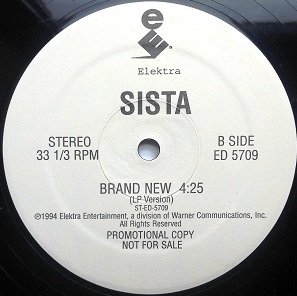 e
Elektra
SISTA
STEREO
33 1/3 RPM
B SIDE
ED 5709
BRAND NEW 4:25
(LP Version)
ST-ED-5709
℗1994 Elektra Entertainment, a division of Warner Communications, Inc.
All Rights Reserved
PROMOTIONAL COPY
NOT FOR SALE